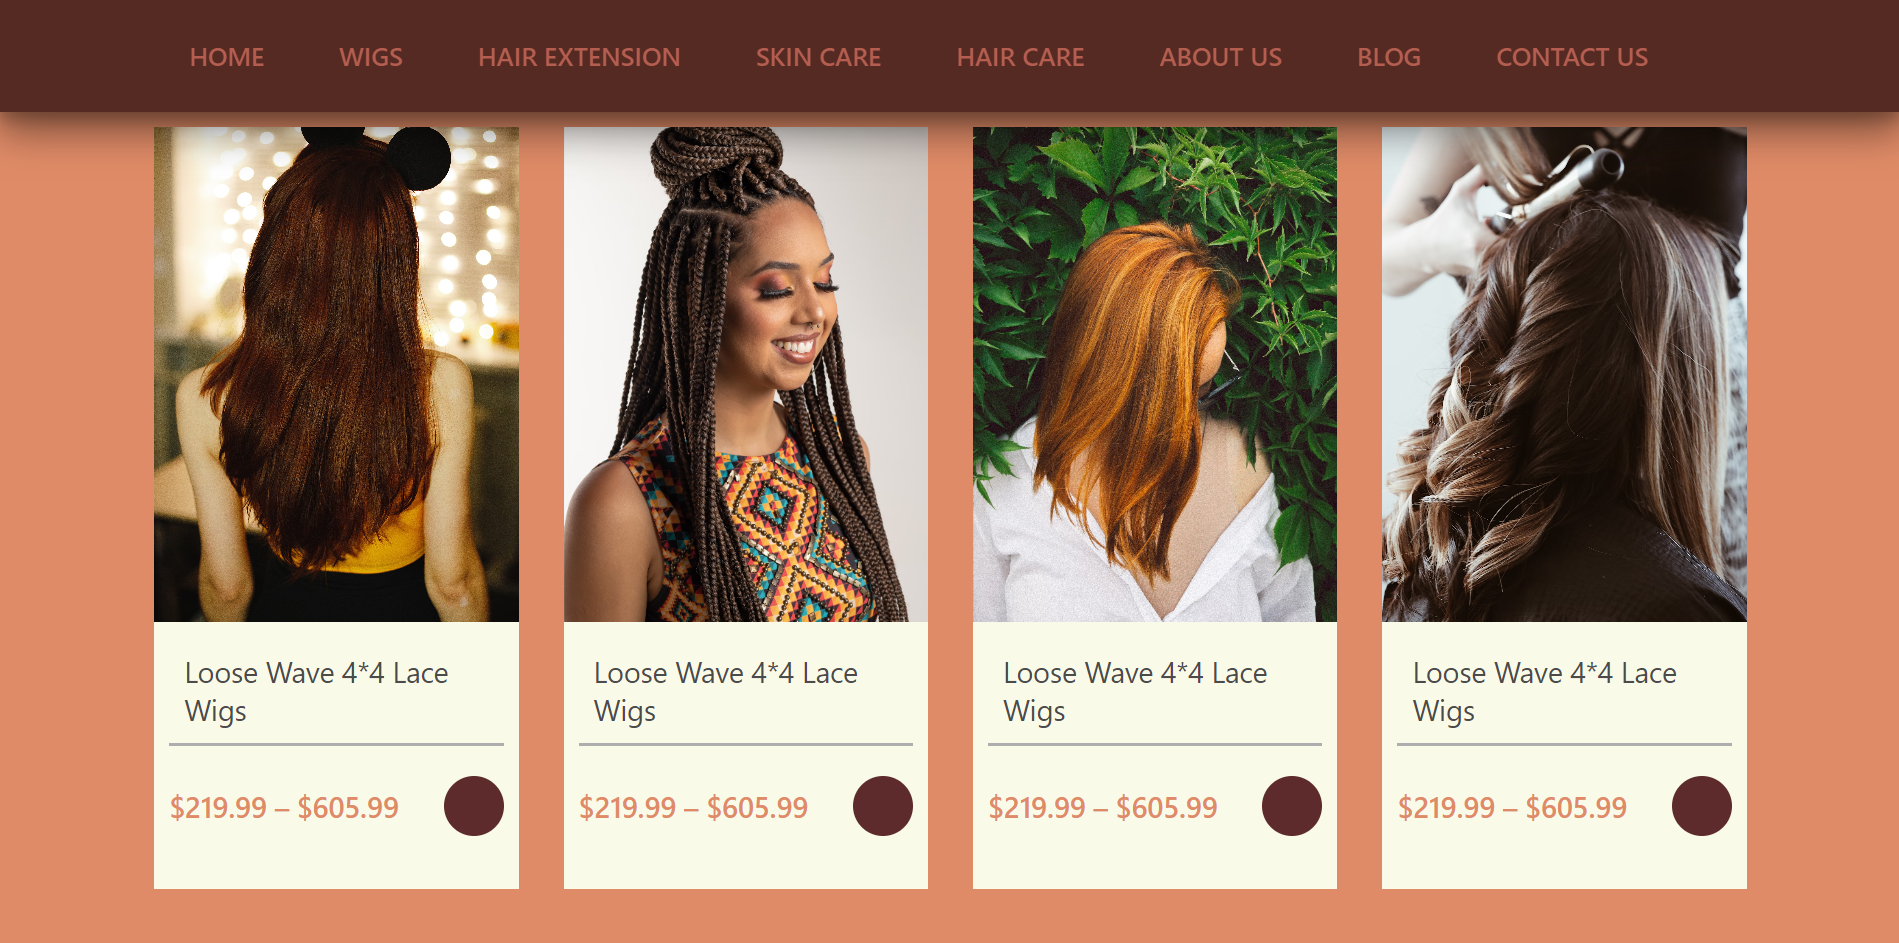 HOME WIGS HAIR EXTENSION SKIN CARE HAIR CARE ABOUT US BLOG CONTACT US
Loose Wave 4*4 Lace
Wigs
$219.99 – $605.99
Loose Wave 4*4 Lace
Wigs
$219.99 – $605.99
Loose Wave 4*4 Lace
Wigs
$219.99 – $605.99
Loose Wave 4*4 Lace
Wigs
$219.99 – $605.99